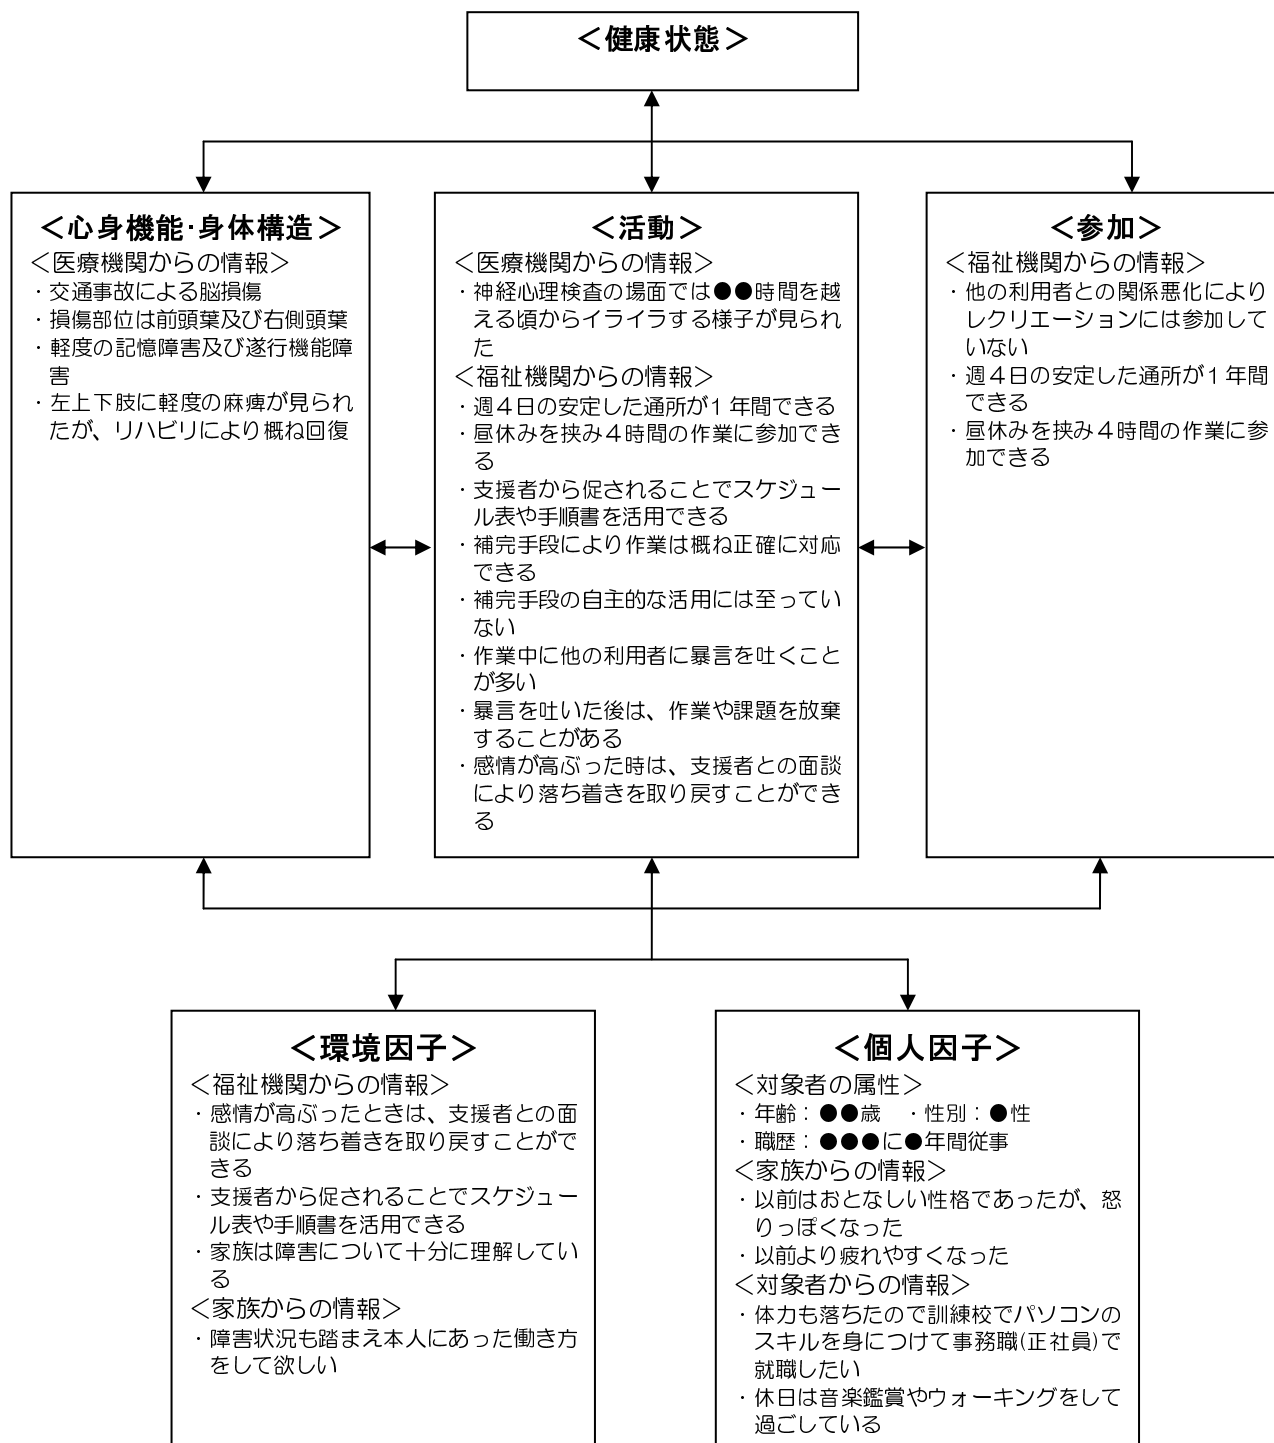 ＜健康状態＞
＜心身機能・身体構造＞
＜医療機関からの情報＞
・交通事故による脳損傷
・損傷部位は前頭葉及び右側頭葉
・軽度の記憶障害及び遂行機能障
害
・左上下肢に軽度の麻痺が見られ
たが、リハビリにより概ね回復
＜活動＞
＜医療機関からの情報＞
・神経心理検査の場面では●●時間を越
える頃からイライラする様子が見られ
た
＜福祉機関からの情報＞
・週４日の安定した通所が１年間できる
・昼休みを挟み４時間の作業に参加でき
る
・支援者から促されることでスケジュー
ル表や手順書を活用できる
・補完手段により作業は概ね正確に対応
できる
・補完手段の自主的な活用には至ってい
ない
・作業中に他の利用者に暴言を吐くこと
が多い
・暴言を吐いた後は、作業や課題を放棄
することがある
・感情が高ぶった時は、支援者との面談
により落ち着きを取り戻すことができ
る
＜参加＞
＜福祉機関からの情報＞
・他の利用者との関係悪化により
レクリエーションには参加して
いない
・週４日の安定した通所が１年間
できる
・昼休みを挟み４時間の作業に参
加できる
＜環境因子＞
＜福祉機関からの情報＞
・感情が高ぶったときは、支援者との面
談により落ち着きを取り戻すことがで
きる
・支援者から促されることでスケジュー
ル表や手順書を活用できる
・家族は障害について十分に理解してい
る
＜家族からの情報＞
・障害状況も踏まえ本人にあった働き方
をして欲しい
＜個人因子＞
＜対象者の属性＞
・年齢：●●歳　・性別：●性
・職歴：●●●に●年間従事
＜家族からの情報＞
・以前はおとなしい性格であったが、怒
りっぽくなった
・以前より疲れやすくなった
＜対象者からの情報＞
・体力も落ちたので訓練校でパソコンの
スキルを身につけて事務職(正社員)で
就職したい
・休日は音楽鑑賞やウォーキングをして
過ごしている